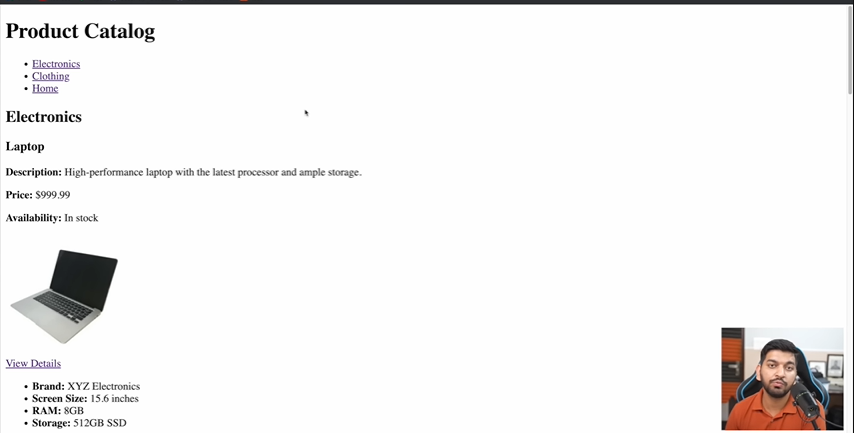 Product Catalog
Electronics
Clothing
Home
Electronics
Laptop
Description: High-performance laptop with the latest processor and ample storage.
Price: $999.99
Availability: In stock
View Details
Brand: XYZ Electronics
Screen Size: 15.6 inches
RAM: 8GB
Storage: 512GB SSD